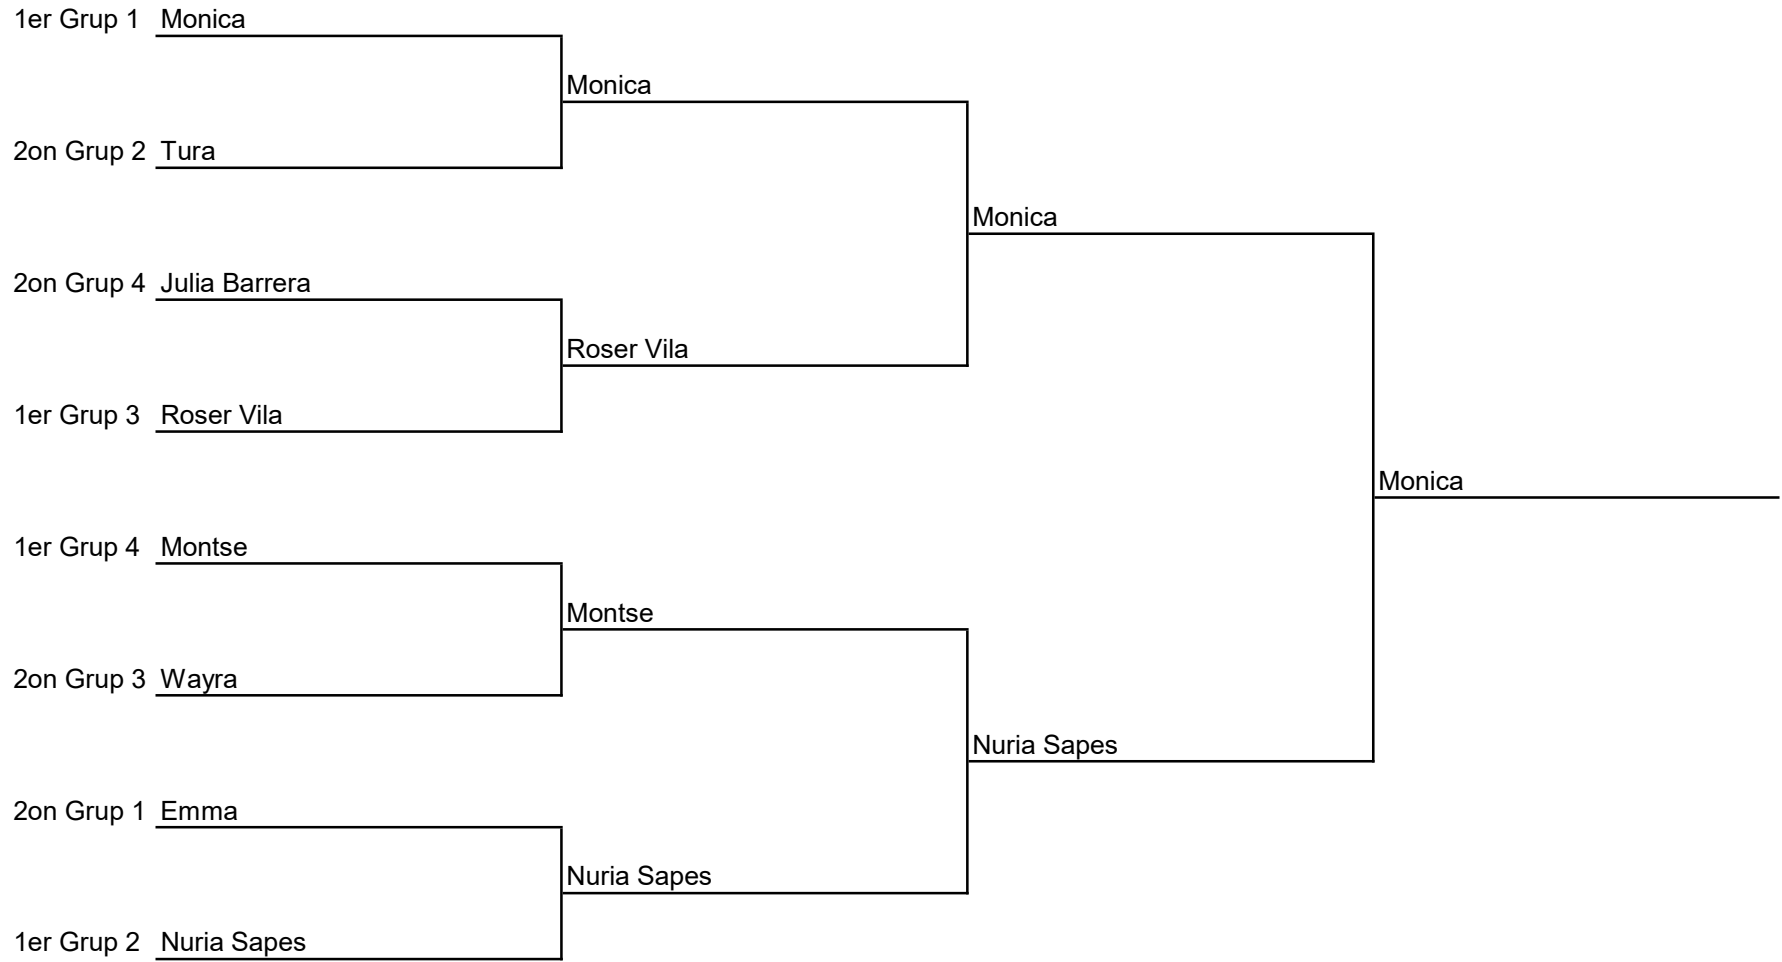 1er Grup 1 Monica
Monica
2on Grup 2 Tura
Monica
2on Grup 4 Julia Barrera
Roser Vila
1er Grup 3 Roser Vila
Monica
1er Grup 4 Montse
Montse
2on Grup 3 Wayra
Nuria Sapes
2on Grup 1 Emma
Nuria Sapes
1er Grup 2 Nuria Sapes